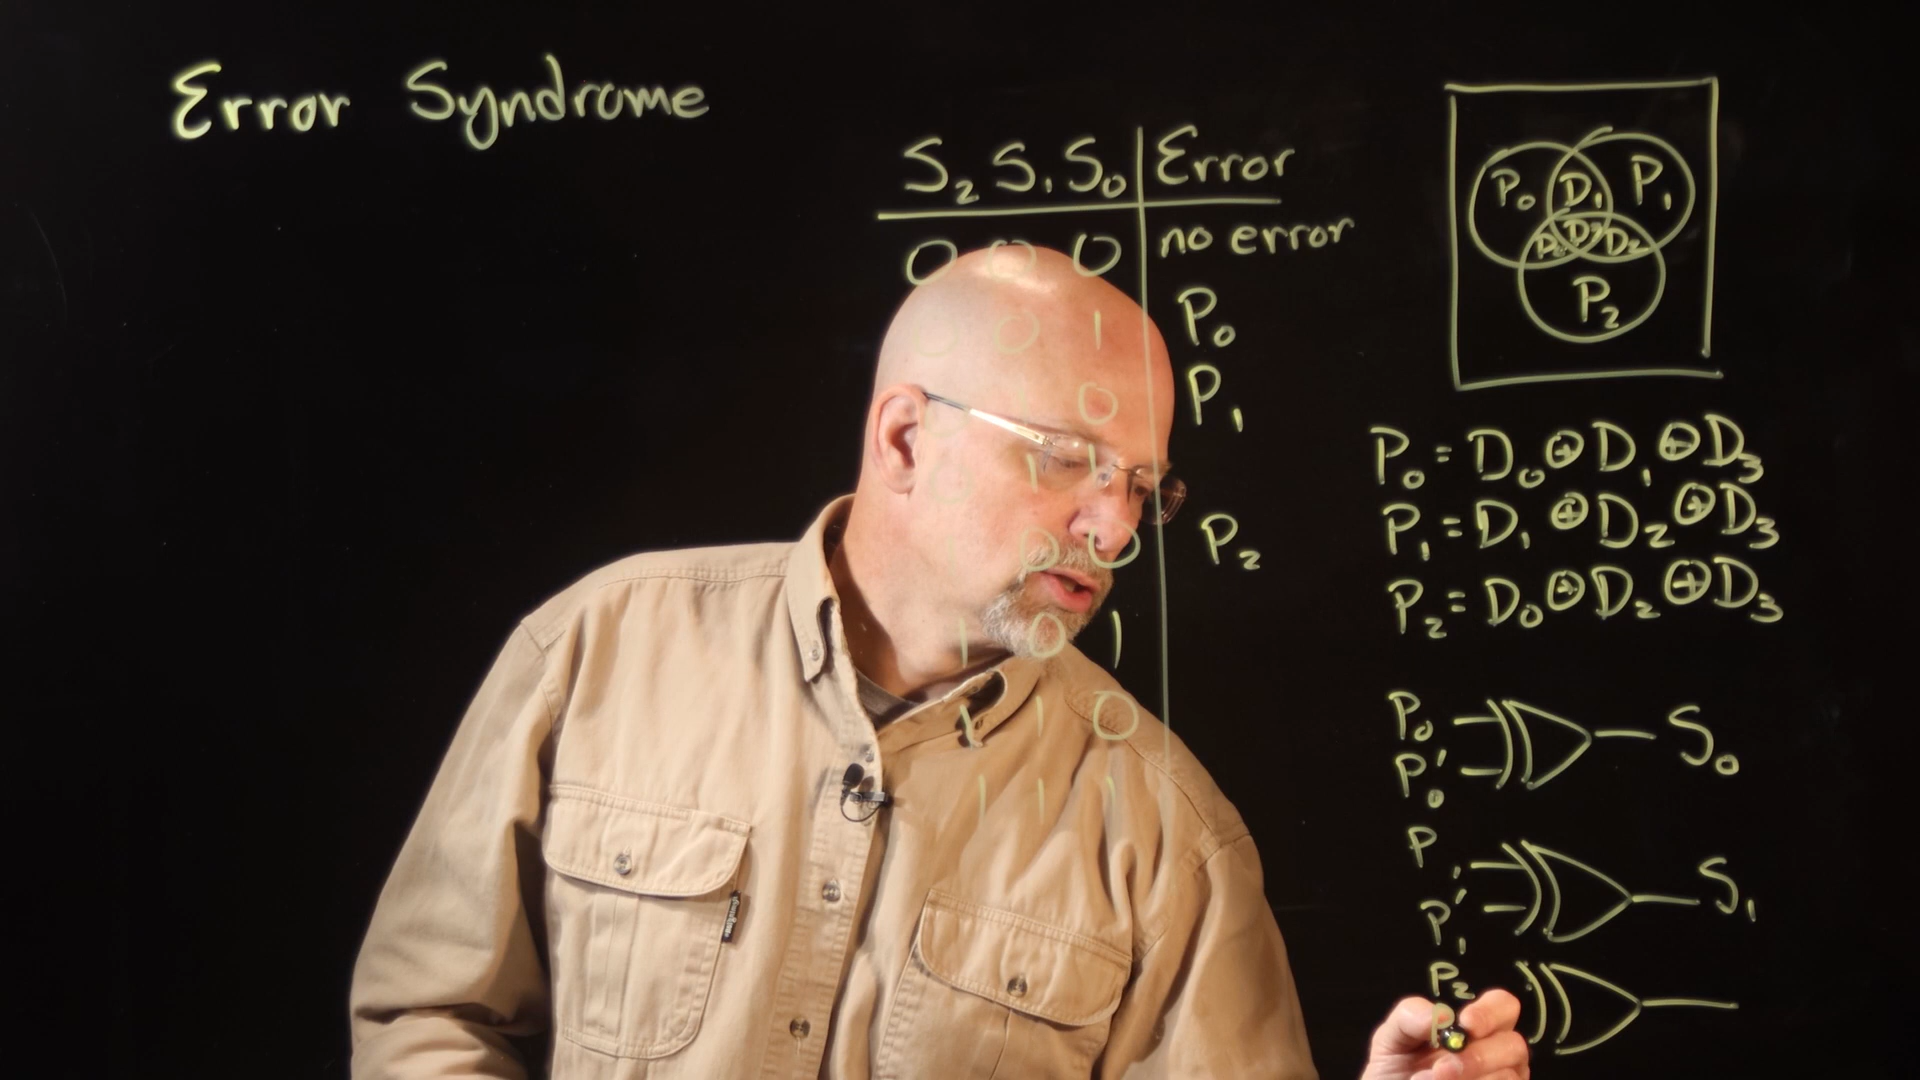 Error Syndrome
S₂ S₁ S₀ Error
0 0 0 no error
0 0 1 P₀
0 1 0 P₁
0 1 1
1 0 0 P₂
1 0 1
1 1 0
1 1 1
P₀ D₁ P₁
D₀ D₃ D₂
P₂
P₀ = D₀ ⊕ D₁ ⊕ D₃
P₁ = D₁ ⊕ D₂ ⊕ D₃
P₂ = D₀ ⊕ D₂ ⊕ D₃
P₀
P₀′ S₀
P₁
P₁′ S₁
P₂
P